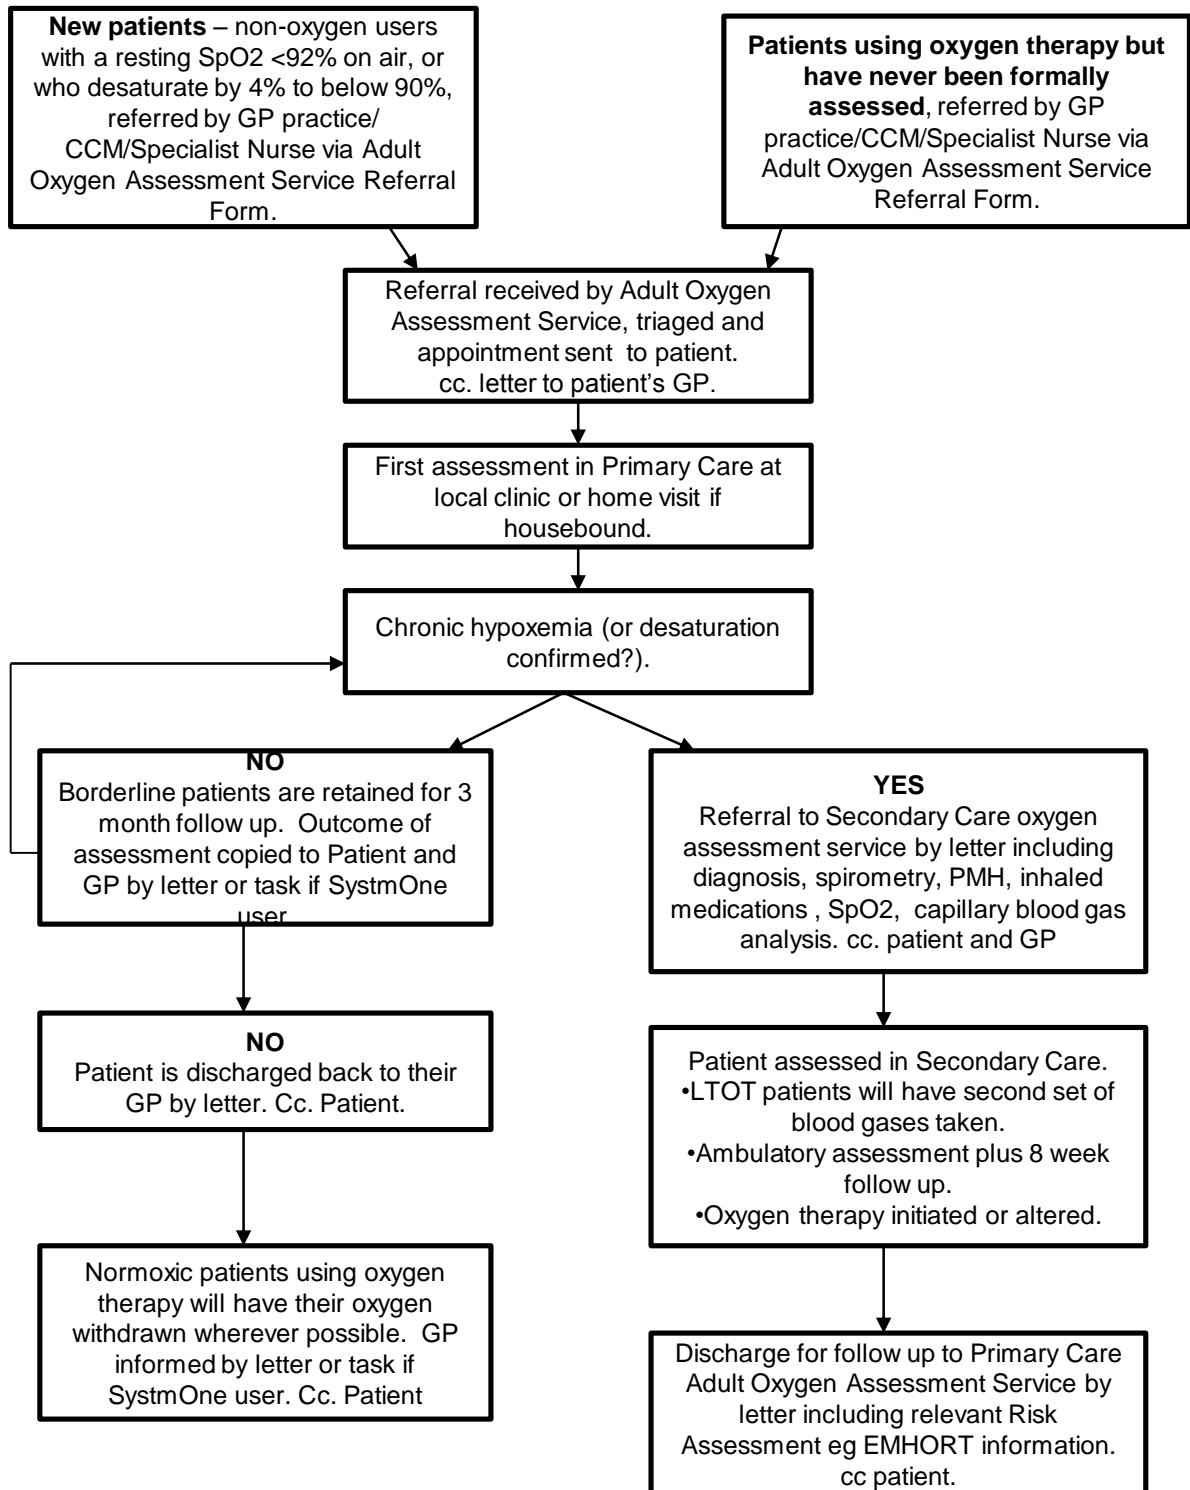 New patients – non-oxygen users
with a resting SpO2 <92% on air, or
who desaturate by 4% to below 90%,
referred by GP practice/
CCM/Specialist Nurse via Adult
Oxygen Assessment Service Referral
Form.
Patients using oxygen therapy but
have never been formally
assessed, referred by GP
practice/CCM/Specialist Nurse via
Adult Oxygen Assessment Service
Referral Form.
Referral received by Adult Oxygen
Assessment Service, triaged and
appointment sent to patient.
cc. letter to patient’s GP.
First assessment in Primary Care at
local clinic or home visit if
housebound.
Chronic hypoxemia (or desaturation
confirmed?).
NO
Borderline patients are retained for 3
month follow up. Outcome of
assessment copied to Patient and
GP by letter or task if SystmOne
user
YES
Referral to Secondary Care oxygen
assessment service by letter including
diagnosis, spirometry, PMH, inhaled
medications , SpO2, capillary blood gas
analysis. cc. patient and GP
NO
Patient is discharged back to their
GP by letter. Cc. Patient.
Patient assessed in Secondary Care.
•LTOT patients will have second set of
blood gases taken.
•Ambulatory assessment plus 8 week
follow up.
•Oxygen therapy initiated or altered.
Normoxic patients using oxygen
therapy will have their oxygen
withdrawn wherever possible. GP
informed by letter or task if
SystmOne user. Cc. Patient
Discharge for follow up to Primary Care
Adult Oxygen Assessment Service by
letter including relevant Risk
Assessment eg EMHORT information.
cc patient.